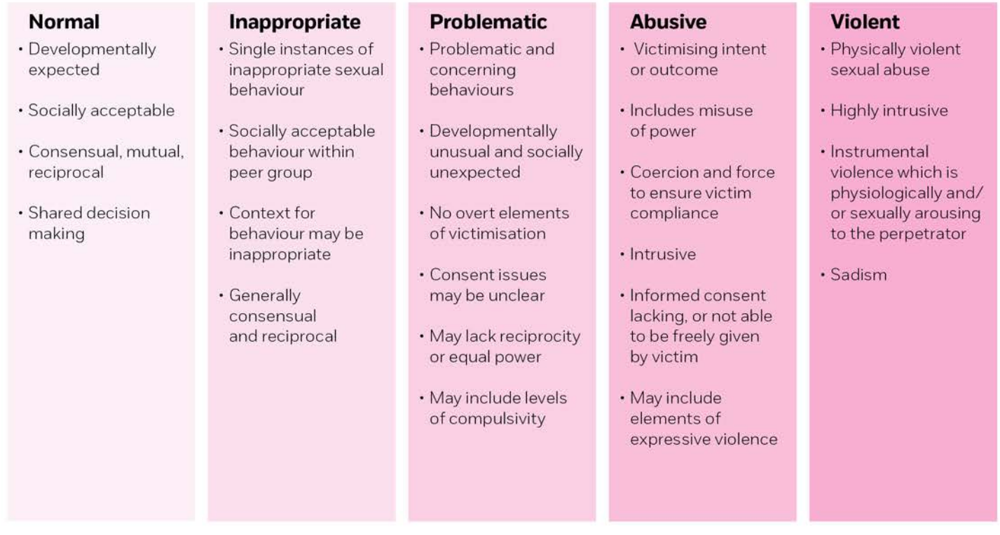 Normal
• Developmentally
expected
• Socially acceptable
• Consensual, mutual,
reciprocal
• Shared decision
making
Inappropriate
• Single instances of
inappropriate sexual
behaviour
• Socially acceptable
behaviour within
peer group
• Context for
behaviour may be
inappropriate
• Generally
consensual
and reciprocal
Problematic
• Problematic and
concerning
behaviours
• Developmentally
unusual and socially
unexpected
• No overt elements
of victimisation
• Consent issues
may be unclear
• May lack reciprocity
or equal power
• May include levels
of compulsivity
Abusive
• Victimising intent
or outcome
• Includes misuse
of power
• Coercion and force
to ensure victim
compliance
• Intrusive
• Informed consent
lacking, or not able
to be freely given
by victim
• May include
elements of
expressive violence
Violent
• Physically violent
sexual abuse
• Highly intrusive
• Instrumental
violence which is
physiologically and/
or sexually arousing
to the perpetrator
• Sadism